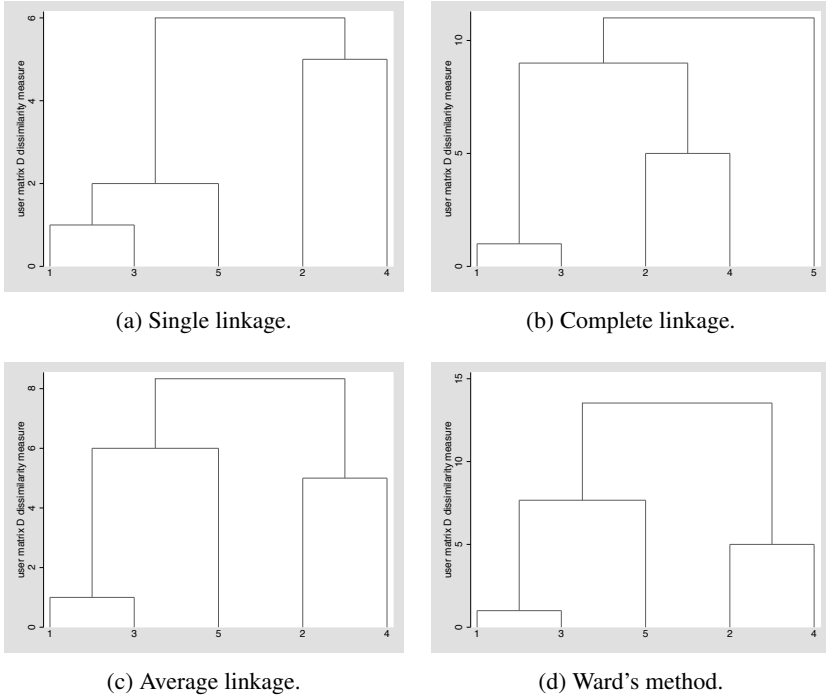 user matrix D dissimilarity measure
6
4
2
0
1 3 5 2 4
(a) Single linkage.
user matrix D dissimilarity measure
10
5
0
1 3 2 4 5
(b) Complete linkage.
user matrix D dissimilarity measure
8
6
4
2
0
1 3 5 2 4
(c) Average linkage.
user matrix D dissimilarity measure
15
10
5
0
1 3 5 2 4
(d) Ward's method.